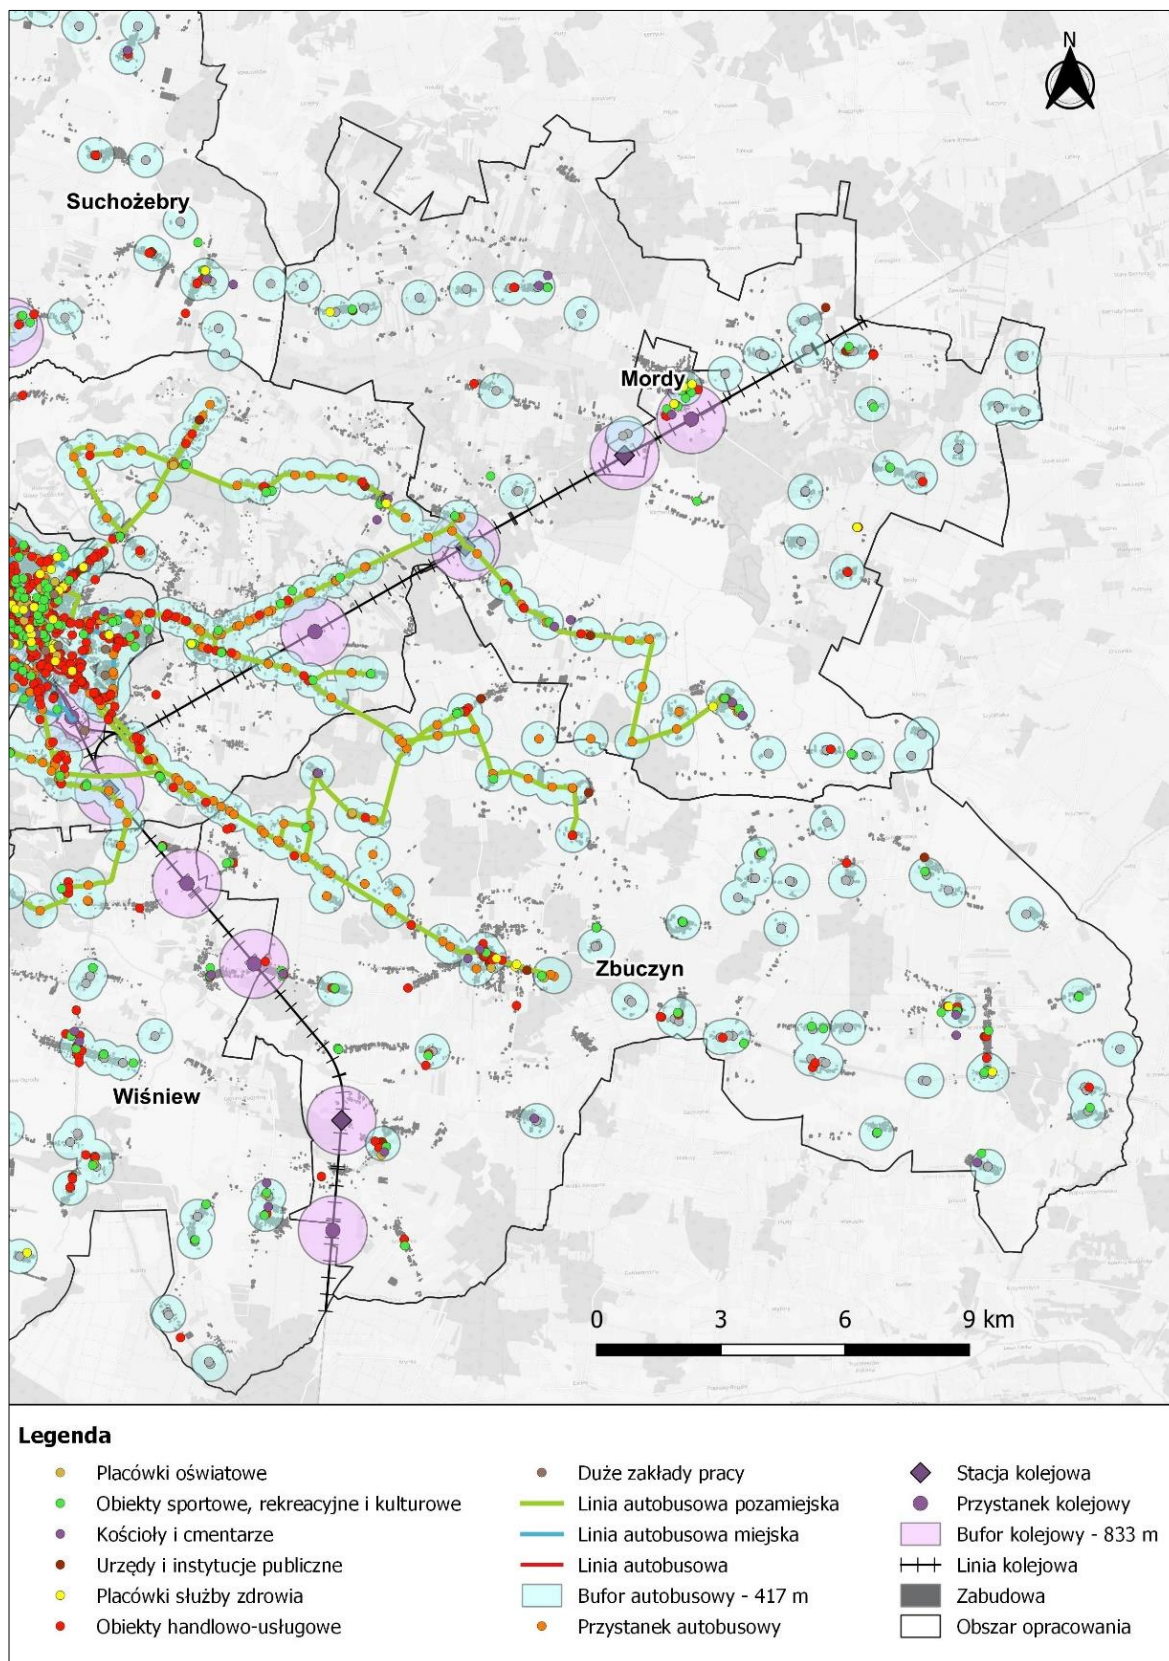 N
Suchożebry
Mordy
Zbuczyn
Wiśniew
0 3 6 9 km
Legenda
Placówki oświatowe
Obiekty sportowe, rekreacyjne i kulturowe
Kościoły i cmentarze
Urzędy i instytucje publiczne
Placówki służby zdrowia
Obiekty handlowo-usługowe
Duże zakłady pracy
Linia autobusowa pozamiejska
Linia autobusowa miejska
Linia autobusowa
Bufor autobusowy - 417 m
Przystanek autobusowy
Stacja kolejowa
Przystanek kolejowy
Bufor kolejowy - 833 m
Linia kolejowa
Zabudowa
Obszar opracowania